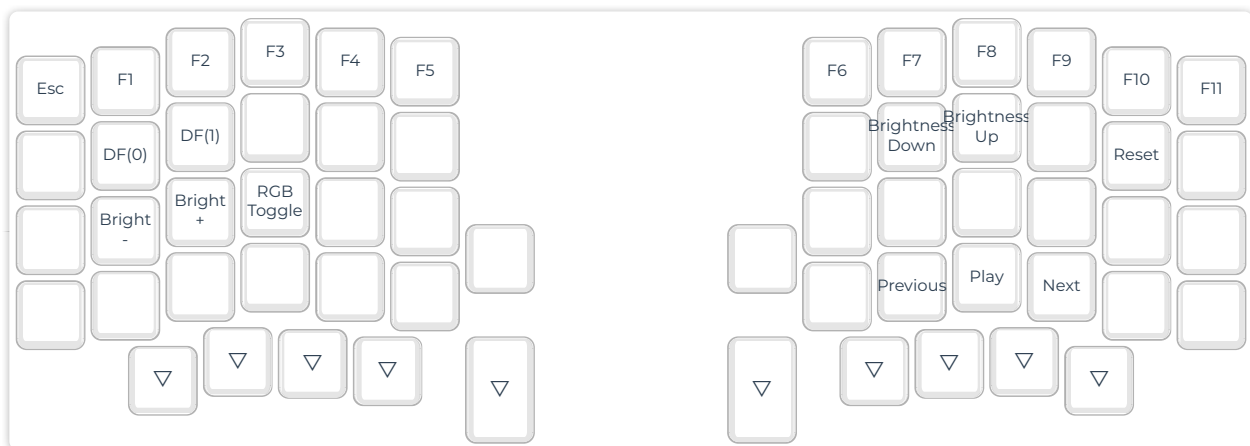 Esc
F1
F2
F3
F4
F5
F6
F7
F8
F9
F10
F11
DF(0)
DF(1)
Brightness
Down
Brightness
Up
Reset
Bright
-
Bright
+
RGB
Toggle
Previous
Play
Next